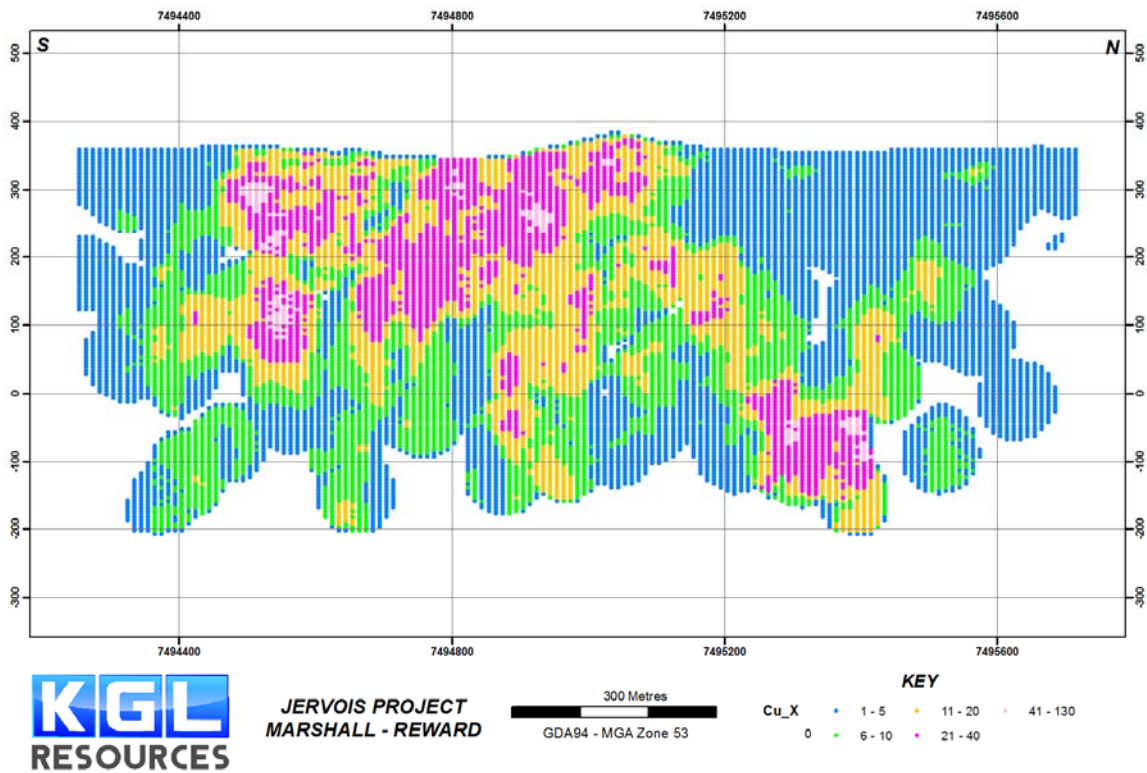 7494400 7494800 7495200 7495600
S N
500 500
400 400
300 300
200 200
100 100
0 0
-100 -100
-200 -200
-300 -300
7494400 7494800 7495200 7495600
KGL
RESOURCES
JERVOIS PROJECT
MARSHALL - REWARD
300 Metres
GDA94 - MGA Zone 53
KEY
Cu_X 1 - 5 11 - 20 41 - 130
0 6 - 10 21 - 40